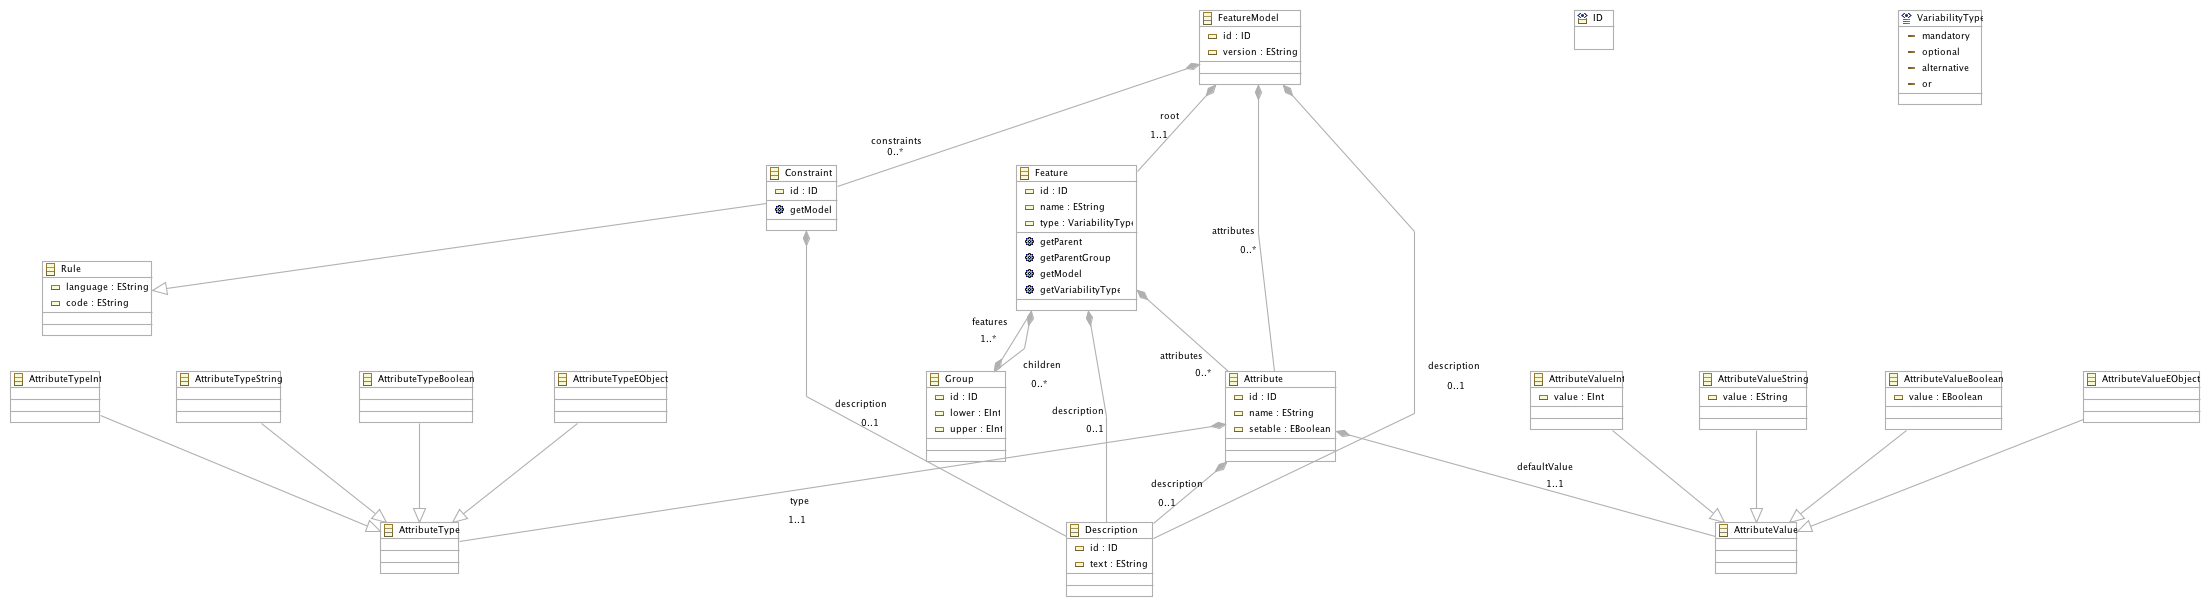 FeatureModel
id : ID
version : EString
ID
VariabilityType
mandatory
optional
alternative
or
root
1..1
constraints
0..*
Constraint
id : ID
getModel
Feature
id : ID
name : EString
type : VariabilityType
getParent
getParentGroup
getModel
getVariabilityType
attributes
0..*
Rule
language : EString
code : EString
features
1..*
children
0..*
attributes
0..*
description
0..1
AttributeTypeInt
AttributeTypeString
AttributeTypeBoolean
AttributeTypeEObject
Group
id : ID
lower : EInt
upper : EInt
description
0..1
description
0..1
Attribute
id : ID
name : EString
setable : EBoolean
AttributeValueInt
value : EInt
AttributeValueString
value : EString
AttributeValueBoolean
value : EBoolean
AttributeValueEObject
type
1..1
description
0..1
defaultValue
1..1
AttributeType
Description
id : ID
text : EString
AttributeValue